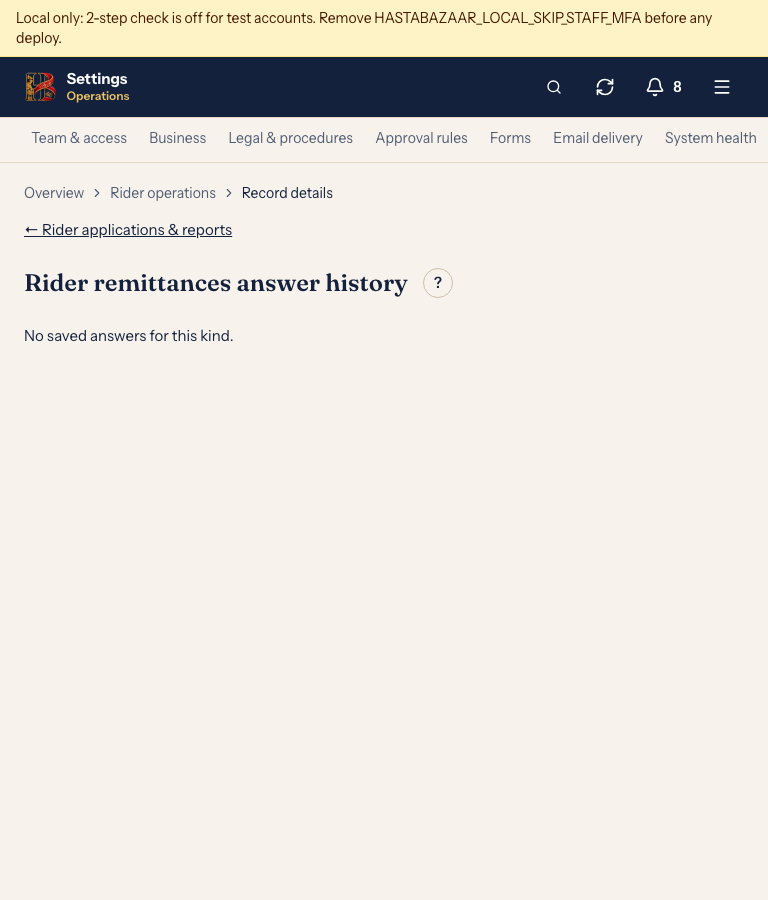 Local only: 2-step check is off for test accounts. Remove HASTABAZAAR_LOCAL_SKIP_STAFF_MFA before any
deploy.
Settings
Operations
8
Team & access Business Legal & procedures Approval rules Forms Email delivery System health
Overview > Rider operations > Record details
← Rider applications & reports
Rider remittances answer history ?
No saved answers for this kind.